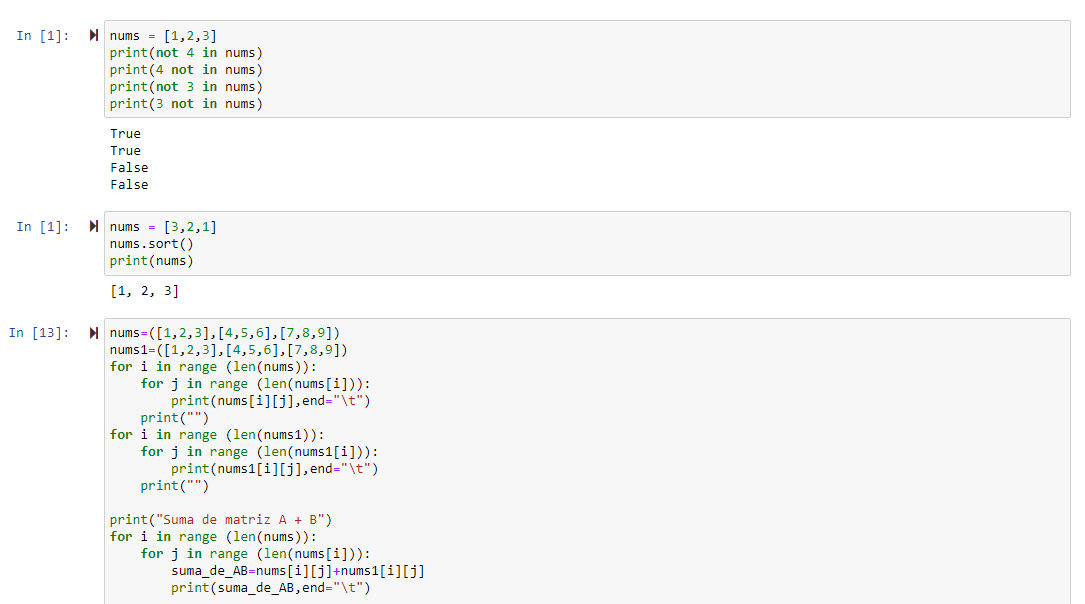 In [1]: nums = [1,2,3]
print(not 4 in nums)
print(4 not in nums)
print(not 3 in nums)
print(3 not in nums)
True
True
False
False
In [1]: nums = [3,2,1]
nums.sort()
print(nums)
[1, 2, 3]
In [13]: nums=([1,2,3],[4,5,6],[7,8,9])
nums1=([1,2,3],[4,5,6],[7,8,9])
for i in range (len(nums)):
    for j in range (len(nums[i])):
        print(nums[i][j],end="\t")
    print("")
for i in range (len(nums1)):
    for j in range (len(nums1[i])):
        print(nums1[i][j],end="\t")
    print("")
print("Suma de matriz A + B")
for i in range (len(nums)):
    for j in range (len(nums[i])):
        suma_de_AB=nums[i][j]+nums1[i][j]
        print(suma_de_AB,end="\t")